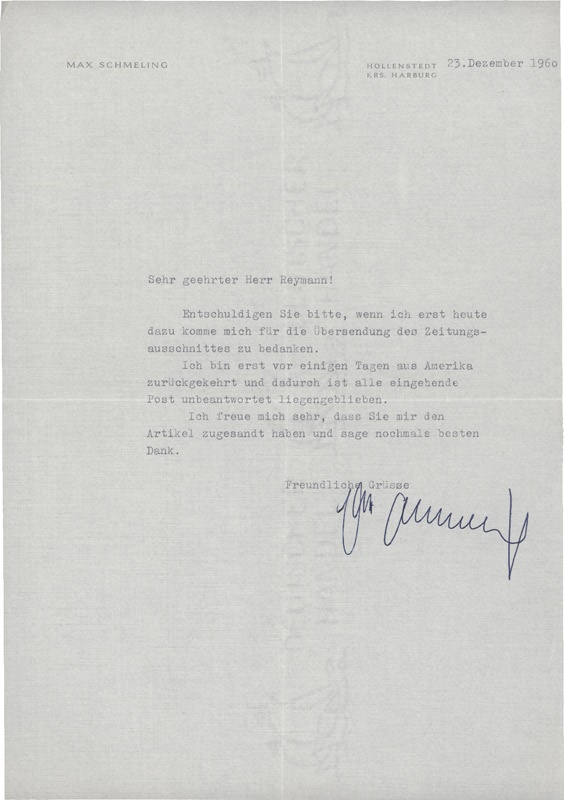 MAX SCHMELING
HOLLENSTEDT 23.Dezember 1960
KRS. HARBURG
Sehr geehrter Herr Reymann!
Entschuldigen Sie bitte, wenn ich erst heute
dazu komme mich für die Übersendung des Zeitungs-
ausschnittes zu bedanken.
Ich bin erst vor einigen Tagen aus Amerika
zurückgekehrt und dadurch ist alle eingehende
Post unbeantwortet liegengeblieben.
Ich freue mich sehr, dass Sie mir den
Artikel zugesandt haben und sage nochmals besten
Dank.
Freundliche Grüsse